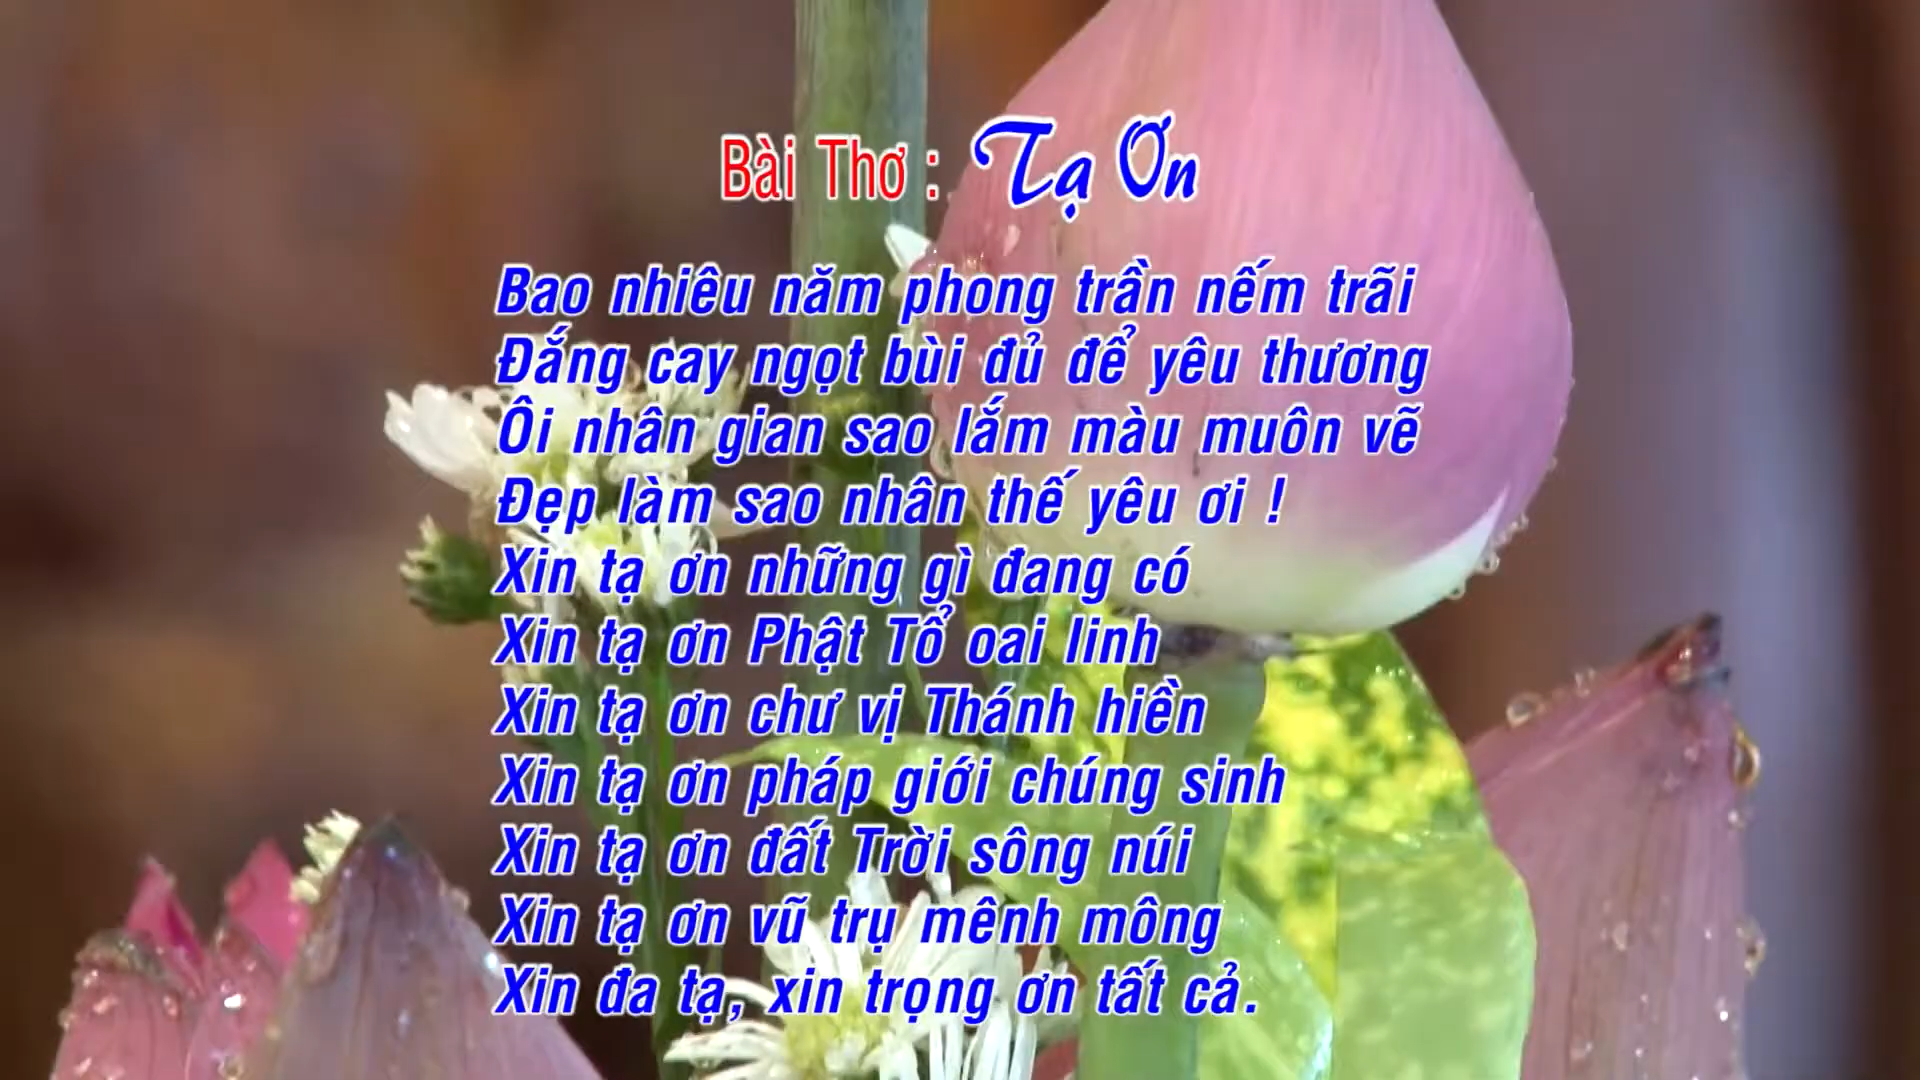 Bài Thơ : Tạ Ơn
Bao nhiêu năm phong trần nếm trãi
Đắng cay ngọt bùi đủ để yêu thương
Ôi nhân gian sao lắm màu muôn vẽ
Đẹp làm sao nhân thế yêu ơi !
Xin tạ ơn những gì đang có
Xin tạ ơn Phật Tổ oai linh
Xin tạ ơn chư vị Thánh hiền
Xin tạ ơn pháp giới chúng sinh
Xin tạ ơn đất Trời sông núi
Xin tạ ơn vũ trụ mênh mông
Xin đa tạ, xin trọng ơn tất cả.